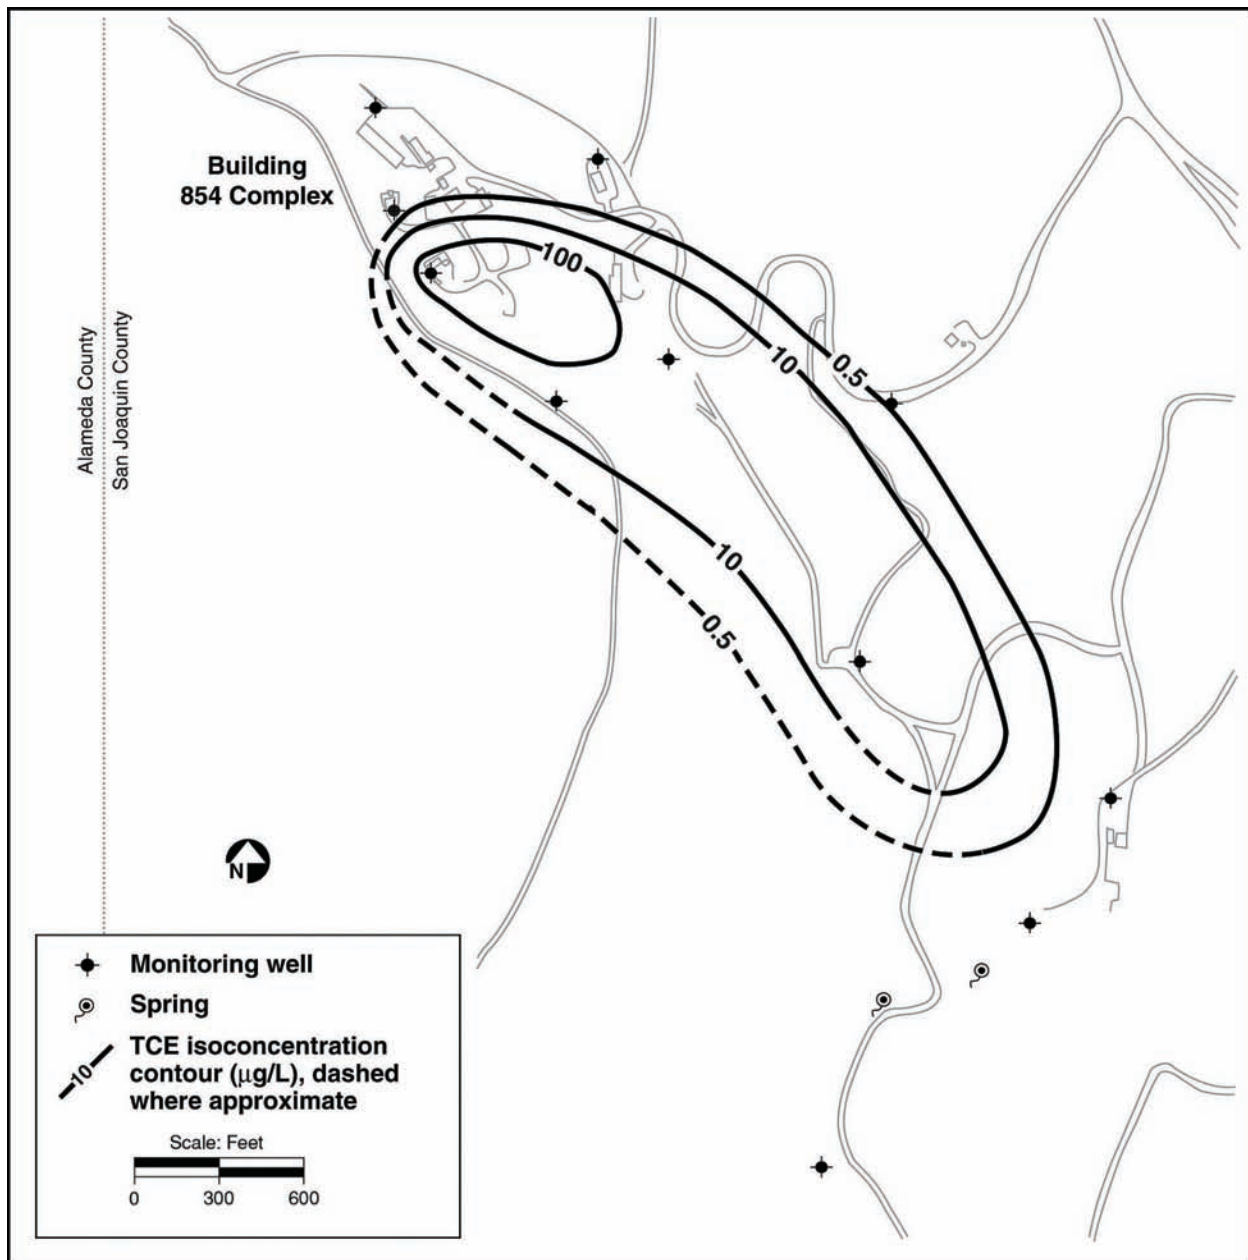 Building
854 Complex
100
10
0.5
10
0.5
Alameda County
San Joaquin County
N
Monitoring well
Spring
10
TCE isoconcentration
contour (μg/L), dashed
where approximate
Scale: Feet
0 300 600